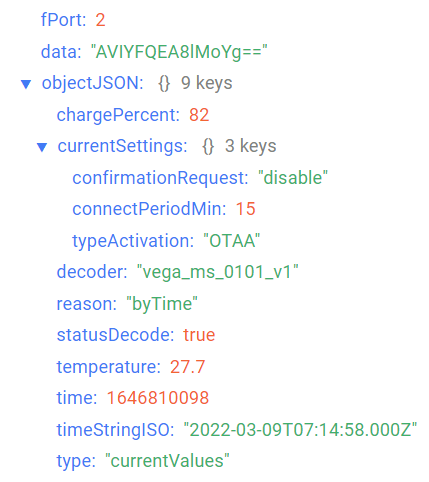 fPort: 2
data: "AVIYFQEA8lMoYg=="
▼ objectJSON: {} 9 keys
chargePercent: 82
▼ currentSettings: {} 3 keys
confirmationRequest: "disable"
connectPeriodMin: 15
typeActivation: "OTAA"
decoder: "vega_ms_0101_v1"
reason: "byTime"
statusDecode: true
temperature: 27.7
time: 1646810098
timeStringISO: "2022-03-09T07:14:58.000Z"
type: "currentValues"